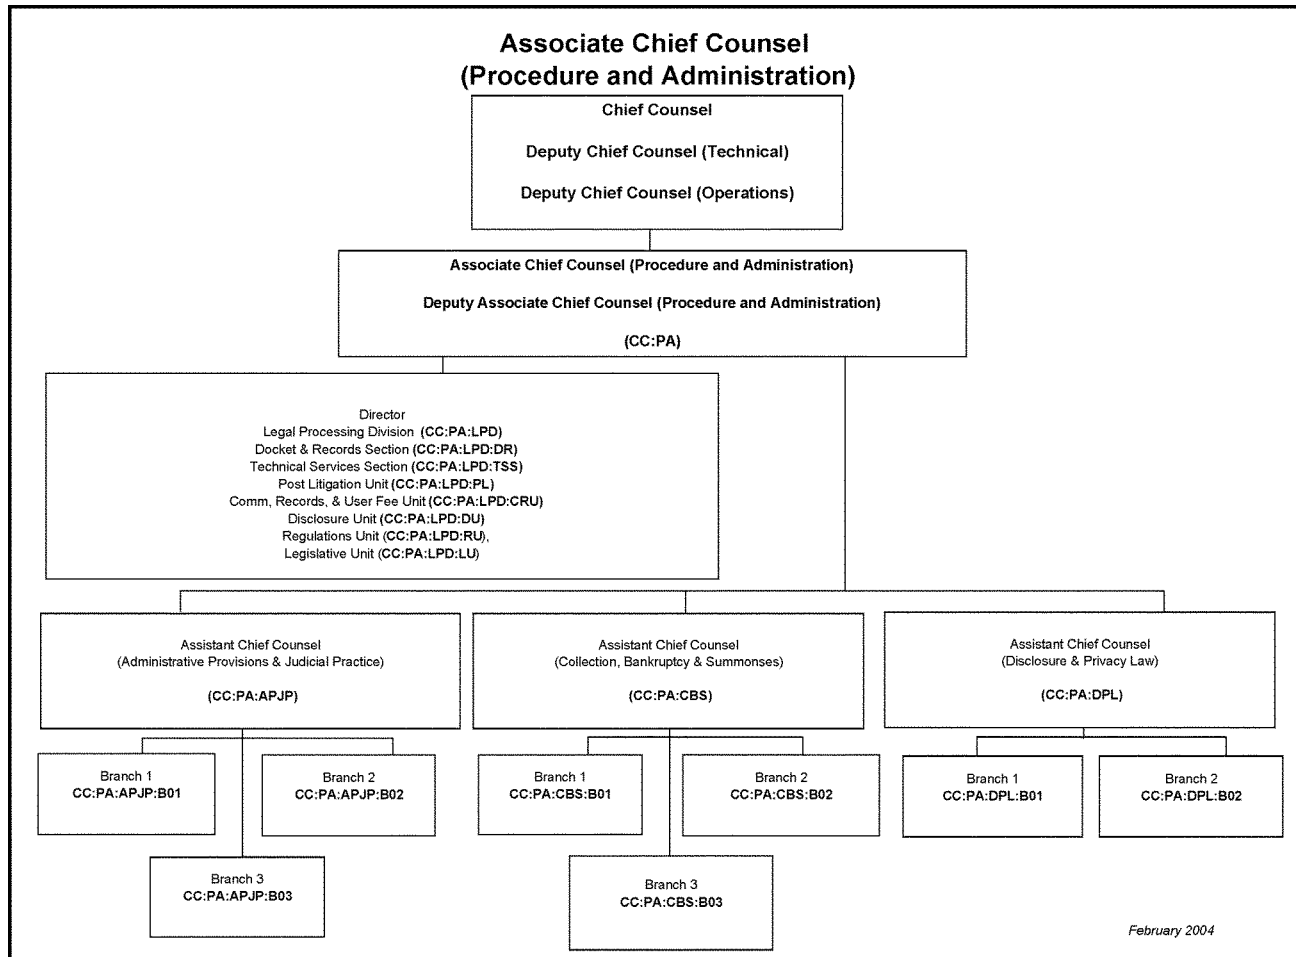 Associate Chief Counsel
(Procedure and Administration)
Chief Counsel
Deputy Chief Counsel (Technical)
Deputy Chief Counsel (Operations)
Associate Chief Counsel (Procedure and Administration)
Deputy Associate Chief Counsel (Procedure and Administration)
(CC:PA)
Director
Legal Processing Division (CC:PA:LPD)
Docket & Records Section (CC:PA:LPD:DR)
Technical Services Section (CC:PA:LPD:TSS)
Post Litigation Unit (CC:PA:LPD:PL)
Comm, Records, & User Fee Unit (CC:PA:LPD:CRU)
Disclosure Unit (CC:PA:LPD:DU)
Regulations Unit (CC:PA:LPD:RU),
Legislative Unit (CC:PA:LPD:LU)
Assistant Chief Counsel
(Administrative Provisions & Judicial Practice)
(CC:PA:APJP)
Assistant Chief Counsel
(Collection, Bankruptcy & Summonses)
(CC:PA:CBS)
Assistant Chief Counsel
(Disclosure & Privacy Law)
(CC:PA:DPL)
Branch 1
CC:PA:APJP:B01
Branch 2
CC:PA:APJP:B02
Branch 1
CC:PA:CBS:B01
Branch 2
CC:PA:CBS:B02
Branch 1
CC:PA:DPL:B01
Branch 2
CC:PA:DPL:B02
Branch 3
CC:PA:APJP:B03
Branch 3
CC:PA:CBS:B03
February 2004